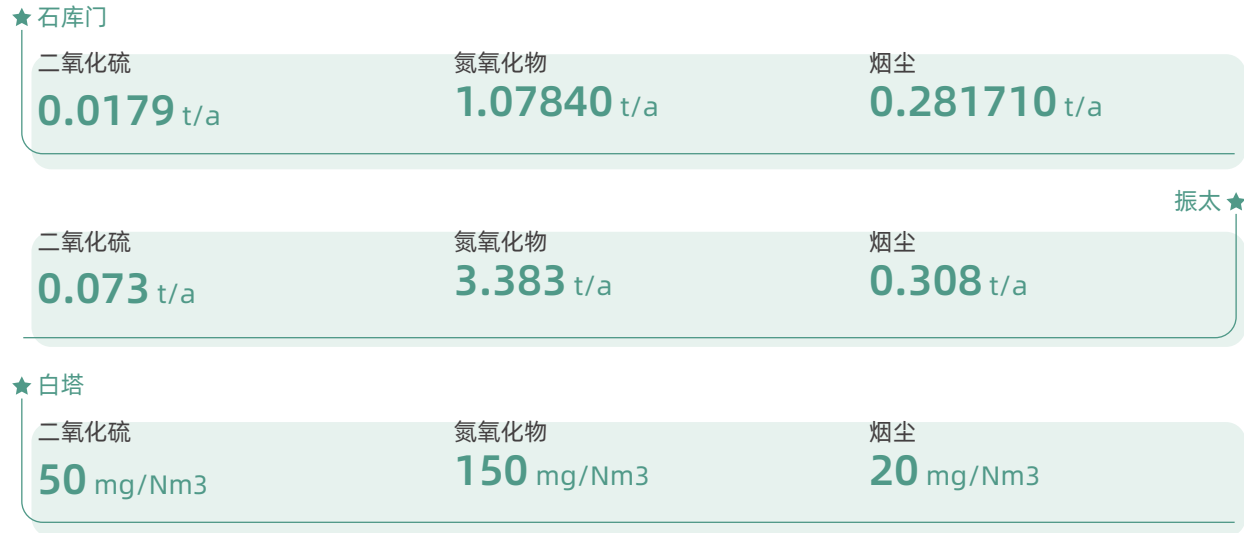 石库门
二氧化硫 氮氧化物 烟尘
0.0179 t/a 1.07840 t/a 0.281710 t/a
振太
二氧化硫 氮氧化物 烟尘
0.073 t/a 3.383 t/a 0.308 t/a
白塔
二氧化硫 氮氧化物 烟尘
50 mg/Nm3 150 mg/Nm3 20 mg/Nm3